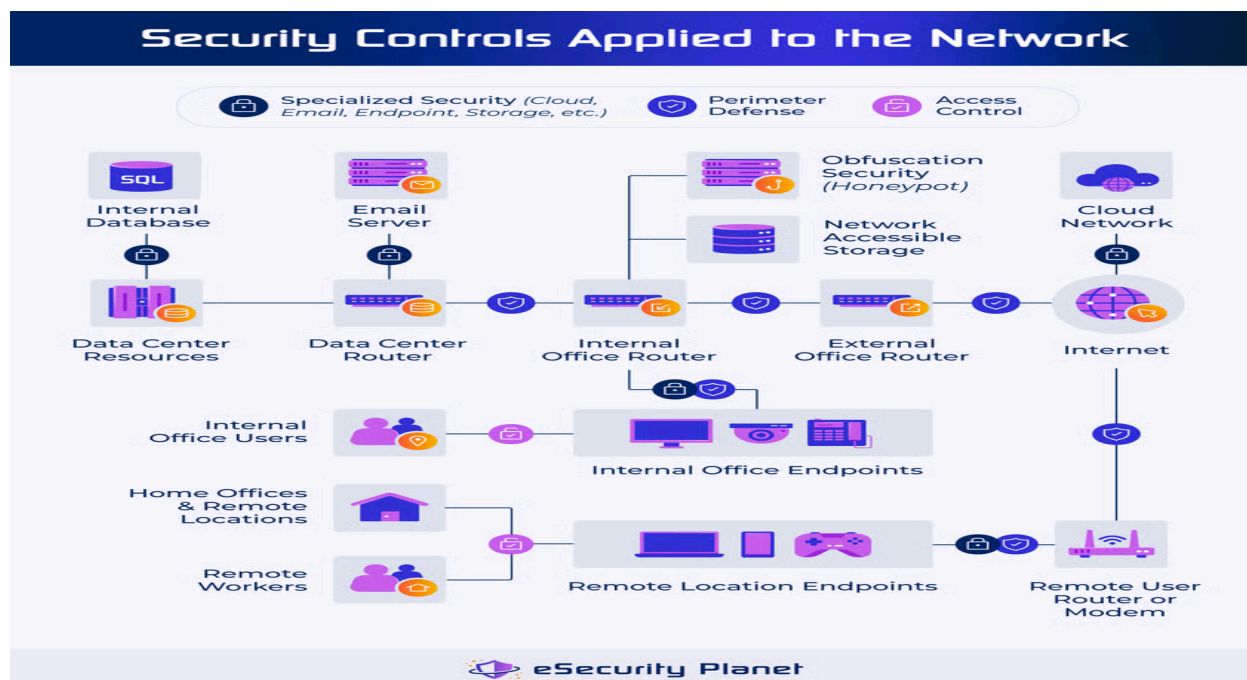 Security Controls Applied to the Network
Specialized Security (Cloud,
Email, Endpoint, Storage, etc.)
Perimeter
Defense
Access
Control
SQL
Internal
Database
Email
Server
Obfuscation
Security
(Honeypot)
Network
Accessible
Storage
Cloud
Network
Data Center
Resources
Data Center
Router
Internal
Office Router
External
Office Router
Internet
Internal
Office Users
Internal Office Endpoints
Home Offices
& Remote
Locations
Remote
Workers
Remote Location Endpoints
Remote User
Router or
Modem
eSecurity Planet